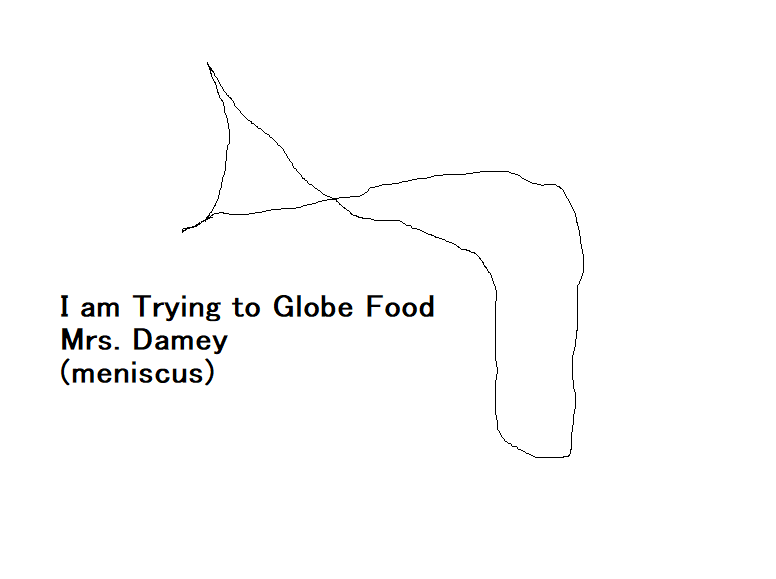 I am Trying to Globe Food
Mrs. Damey
(meniscus)